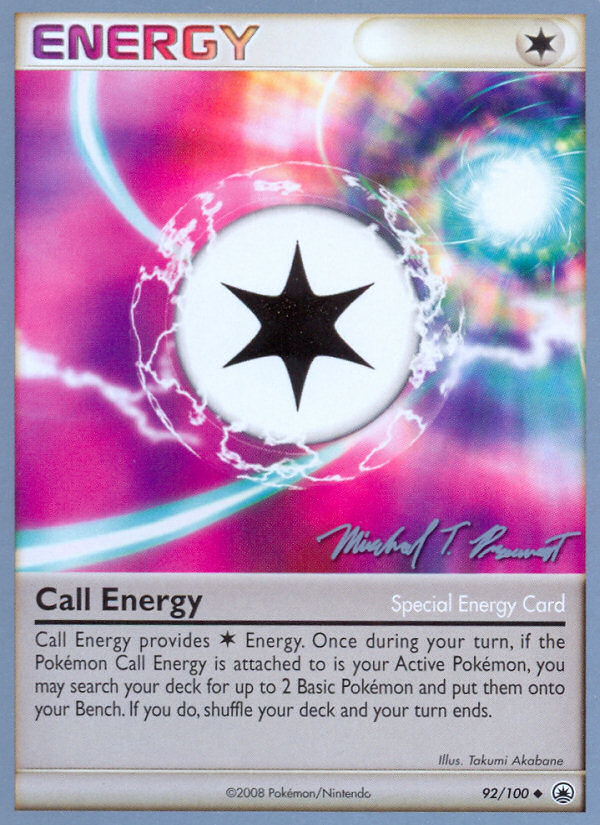 ENERGY
Michael T. Pramawat
Call Energy
Special Energy Card
Call Energy provides Energy. Once during your turn, if the
Pokémon Call Energy is attached to is your Active Pokémon, you
may search your deck for up to 2 Basic Pokémon and put them onto
your Bench. If you do, shuffle your deck and your turn ends.
Illus. Takumi Akabane
©2008 Pokémon/Nintendo
92/100